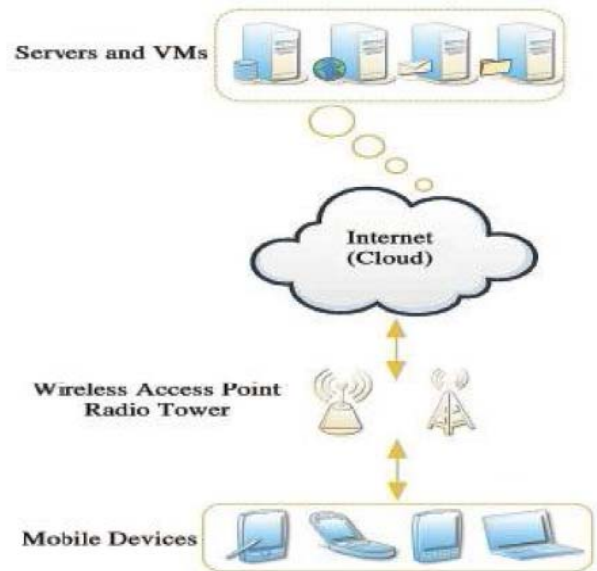 Servers and VMs
Internet
(Cloud)
Wireless Access Point
Radio Tower
Mobile Devices